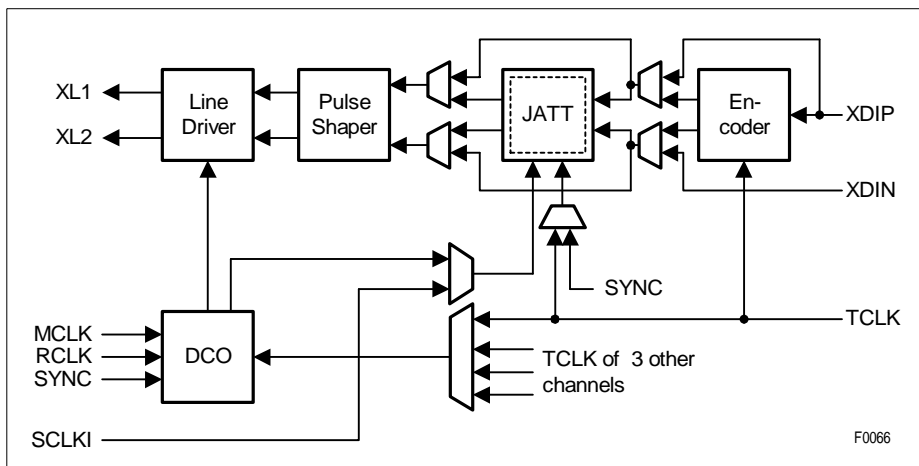 XL1
XL2
Line
Driver
Pulse
Shaper
JATT
En-
coder
XDIP
XDIN
SYNC
TCLK
MCLK
RCLK
SYNC
DCO
TCLK of 3 other
channels
SCLKI
F0066